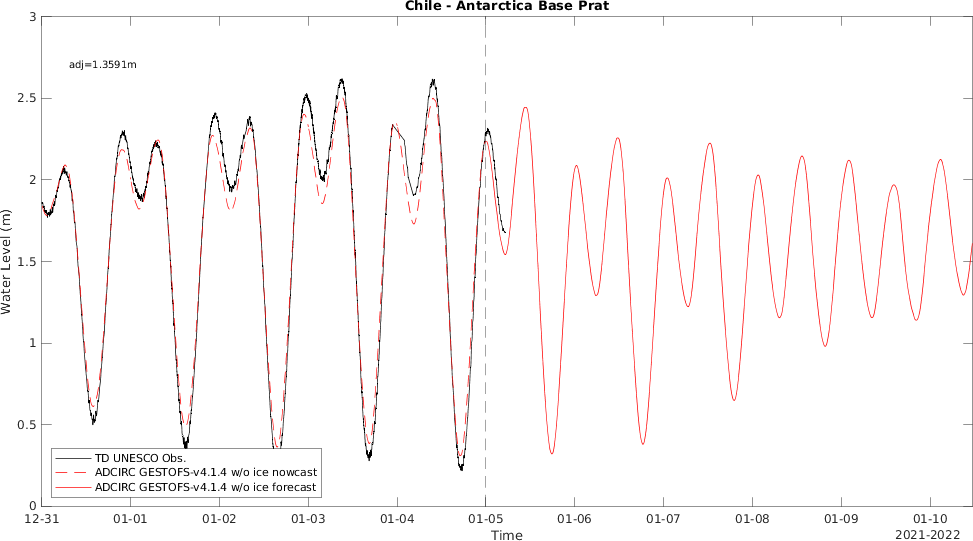 Chile - Antarctica Base Prat
3
adj=1.3591m
2.5
2
1.5
1
0.5
0
Water Level (m)
TD UNESCO Obs.
ADCIRC GESTOFS-v4.1.4 w/o ice nowcast
ADCIRC GESTOFS-v4.1.4 w/o ice forecast
12-31 01-01 01-02 01-03 01-04 01-05 01-06 01-07 01-08 01-09 01-10
Time
2021-2022